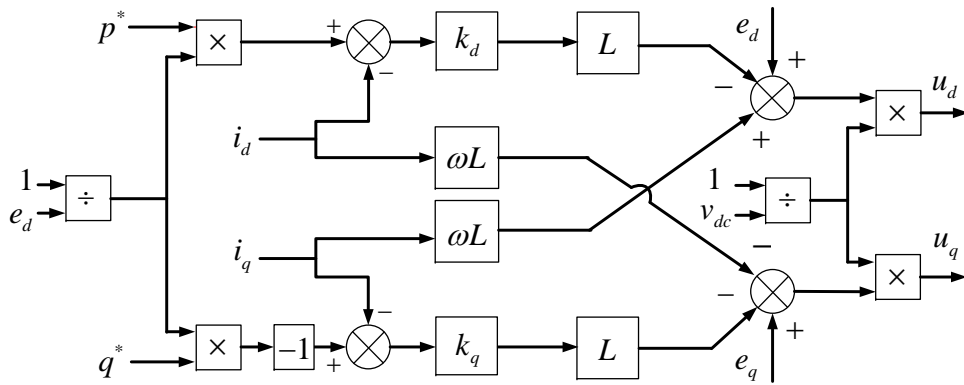 p* × + − k_d L e_d − + + × u_d
i_d ωL
1 e_d ÷ 1 v_dc ÷
i_q ωL − u_q
q* × −1 + − k_q L − + × e_q